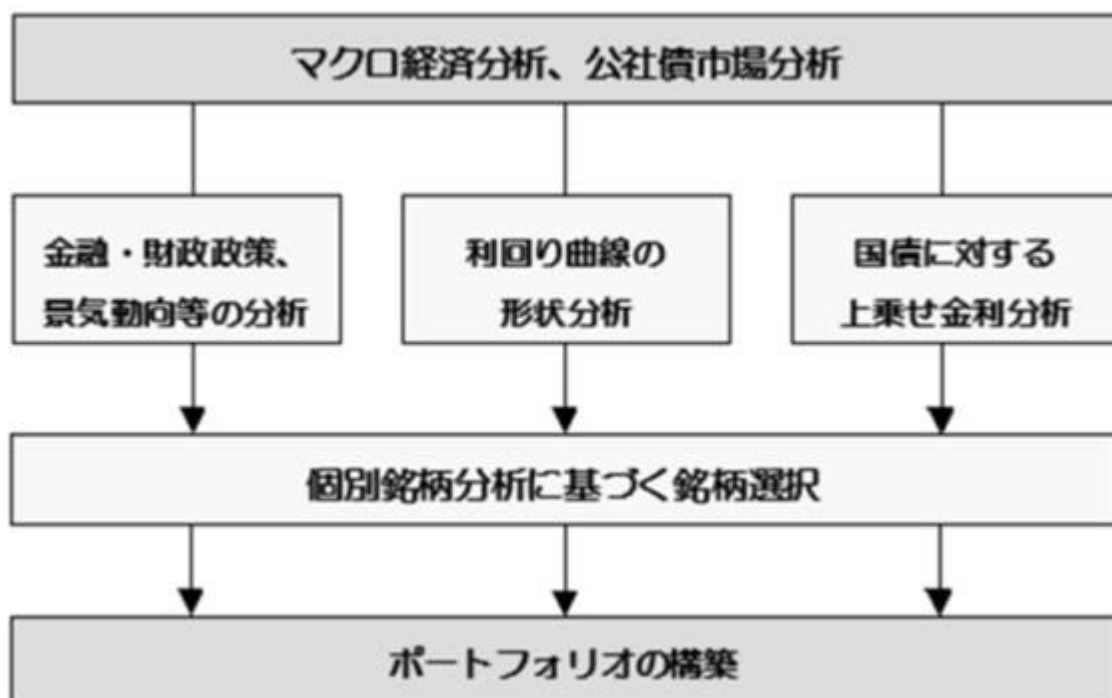 マクロ経済分析、公社債市場分析
金融・財政政策、
景気動向等の分析
利回り曲線の
形状分析
国債に対する
上乗せ金利分析
個別銘柄分析に基づく銘柄選択
ポートフォリオの構築